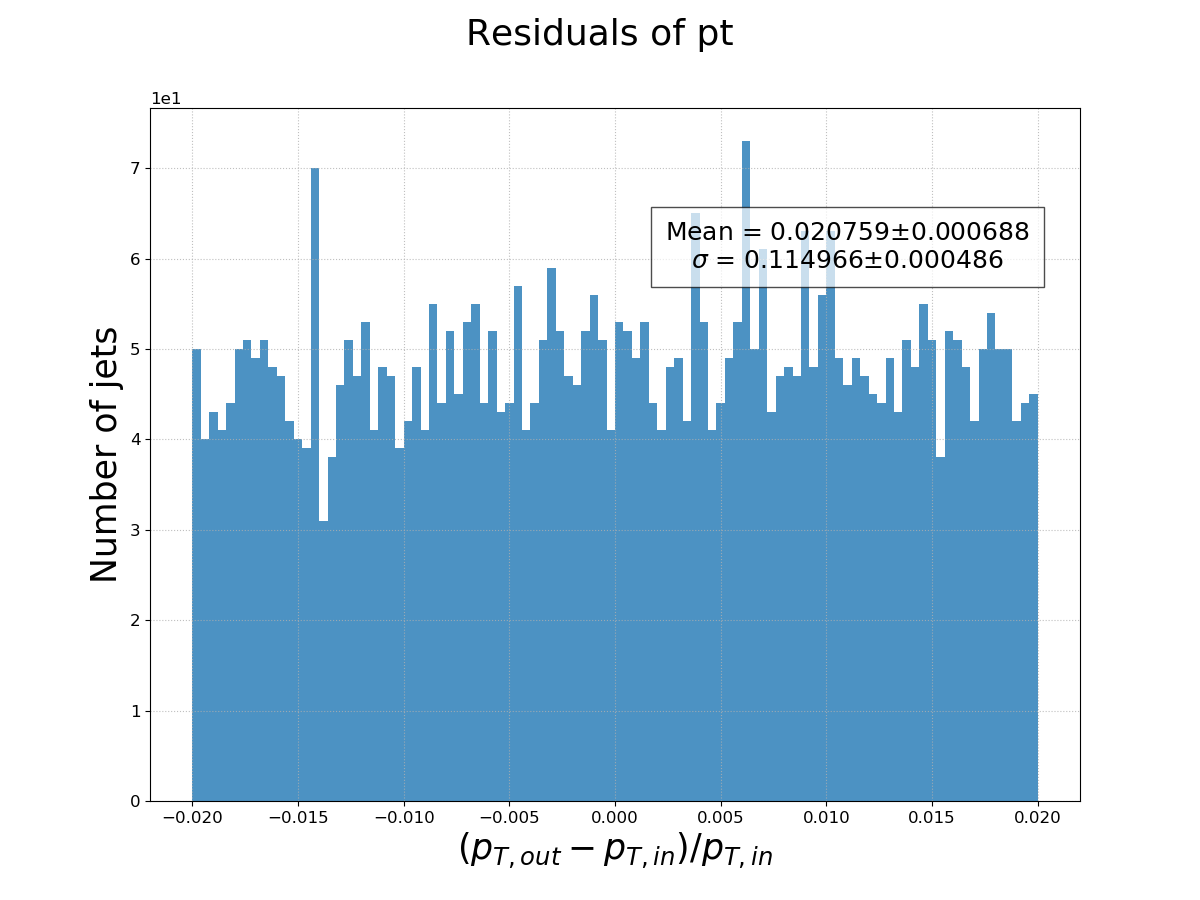 Residuals of pt
1e1
7
6
5
4
3
2
1
0
Number of jets
Mean = 0.020759±0.000688
σ = 0.114966±0.000486
−0.020 −0.015 −0.010 −0.005 0.000 0.005 0.010 0.015 0.020
(p_{T,out} − p_{T,in})/p_{T,in}